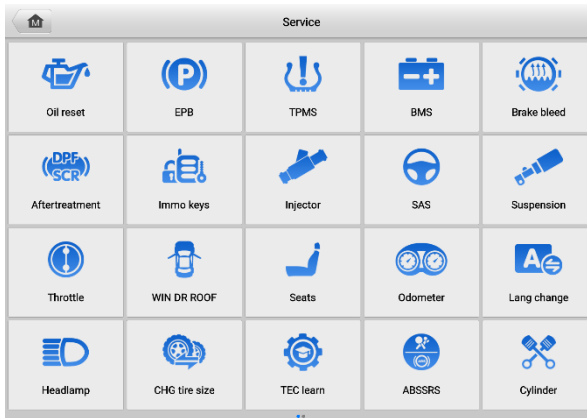 M
Service
Oil reset
P
EPB
TPMS
BMS
Brake bleed
DPF
SCR
Aftertreatment
Immo keys
Injector
SAS
Suspension
Throttle
WIN DR ROOF
Seats
Odometer
A
Lang change
Headlamp
CHG tire size
TEC learn
ABSSRS
Cylinder